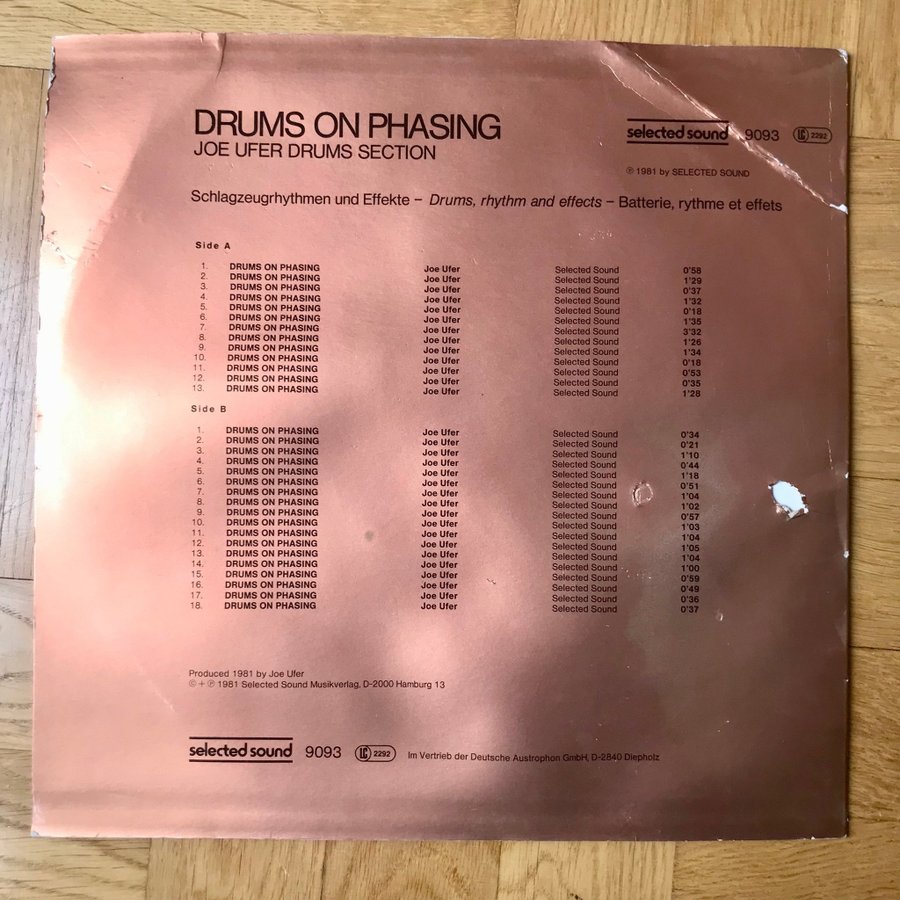 DRUMS ON PHASING
JOE UFER DRUMS SECTION
selected sound 9093 LC 2292
℗ 1981 by SELECTED SOUND
Schlagzeugrhythmen und Effekte – Drums, rhythm and effects – Batterie, rythme et effets
Side A
1. DRUMS ON PHASING Joe Ufer Selected Sound 0'58
2. DRUMS ON PHASING Joe Ufer Selected Sound 1'29
3. DRUMS ON PHASING Joe Ufer Selected Sound 0'37
4. DRUMS ON PHASING Joe Ufer Selected Sound 1'32
5. DRUMS ON PHASING Joe Ufer Selected Sound 0'18
6. DRUMS ON PHASING Joe Ufer Selected Sound 1'35
7. DRUMS ON PHASING Joe Ufer Selected Sound 3'32
8. DRUMS ON PHASING Joe Ufer Selected Sound 1'26
9. DRUMS ON PHASING Joe Ufer Selected Sound 1'34
10. DRUMS ON PHASING Joe Ufer Selected Sound 0'18
11. DRUMS ON PHASING Joe Ufer Selected Sound 0'53
12. DRUMS ON PHASING Joe Ufer Selected Sound 0'35
13. DRUMS ON PHASING Joe Ufer Selected Sound 1'28
Side B
1. DRUMS ON PHASING Joe Ufer Selected Sound 0'34
2. DRUMS ON PHASING Joe Ufer Selected Sound 0'21
3. DRUMS ON PHASING Joe Ufer Selected Sound 1'10
4. DRUMS ON PHASING Joe Ufer Selected Sound 0'44
5. DRUMS ON PHASING Joe Ufer Selected Sound 1'18
6. DRUMS ON PHASING Joe Ufer Selected Sound 0'51
7. DRUMS ON PHASING Joe Ufer Selected Sound 1'04
8. DRUMS ON PHASING Joe Ufer Selected Sound 1'02
9. DRUMS ON PHASING Joe Ufer Selected Sound 0'57
10. DRUMS ON PHASING Joe Ufer Selected Sound 1'03
11. DRUMS ON PHASING Joe Ufer Selected Sound 1'04
12. DRUMS ON PHASING Joe Ufer Selected Sound 1'05
13. DRUMS ON PHASING Joe Ufer Selected Sound 1'04
14. DRUMS ON PHASING Joe Ufer Selected Sound 1'00
15. DRUMS ON PHASING Joe Ufer Selected Sound 0'59
16. DRUMS ON PHASING Joe Ufer Selected Sound 0'49
17. DRUMS ON PHASING Joe Ufer Selected Sound 0'36
18. DRUMS ON PHASING Joe Ufer Selected Sound 0'37
Produced 1981 by Joe Ufer
© + ℗ 1981 Selected Sound Musikverlag, D-2000 Hamburg 13
selected sound 9093 LC 2292 Im Vertrieb der Deutsche Austrophon GmbH, D-2840 Diepholz